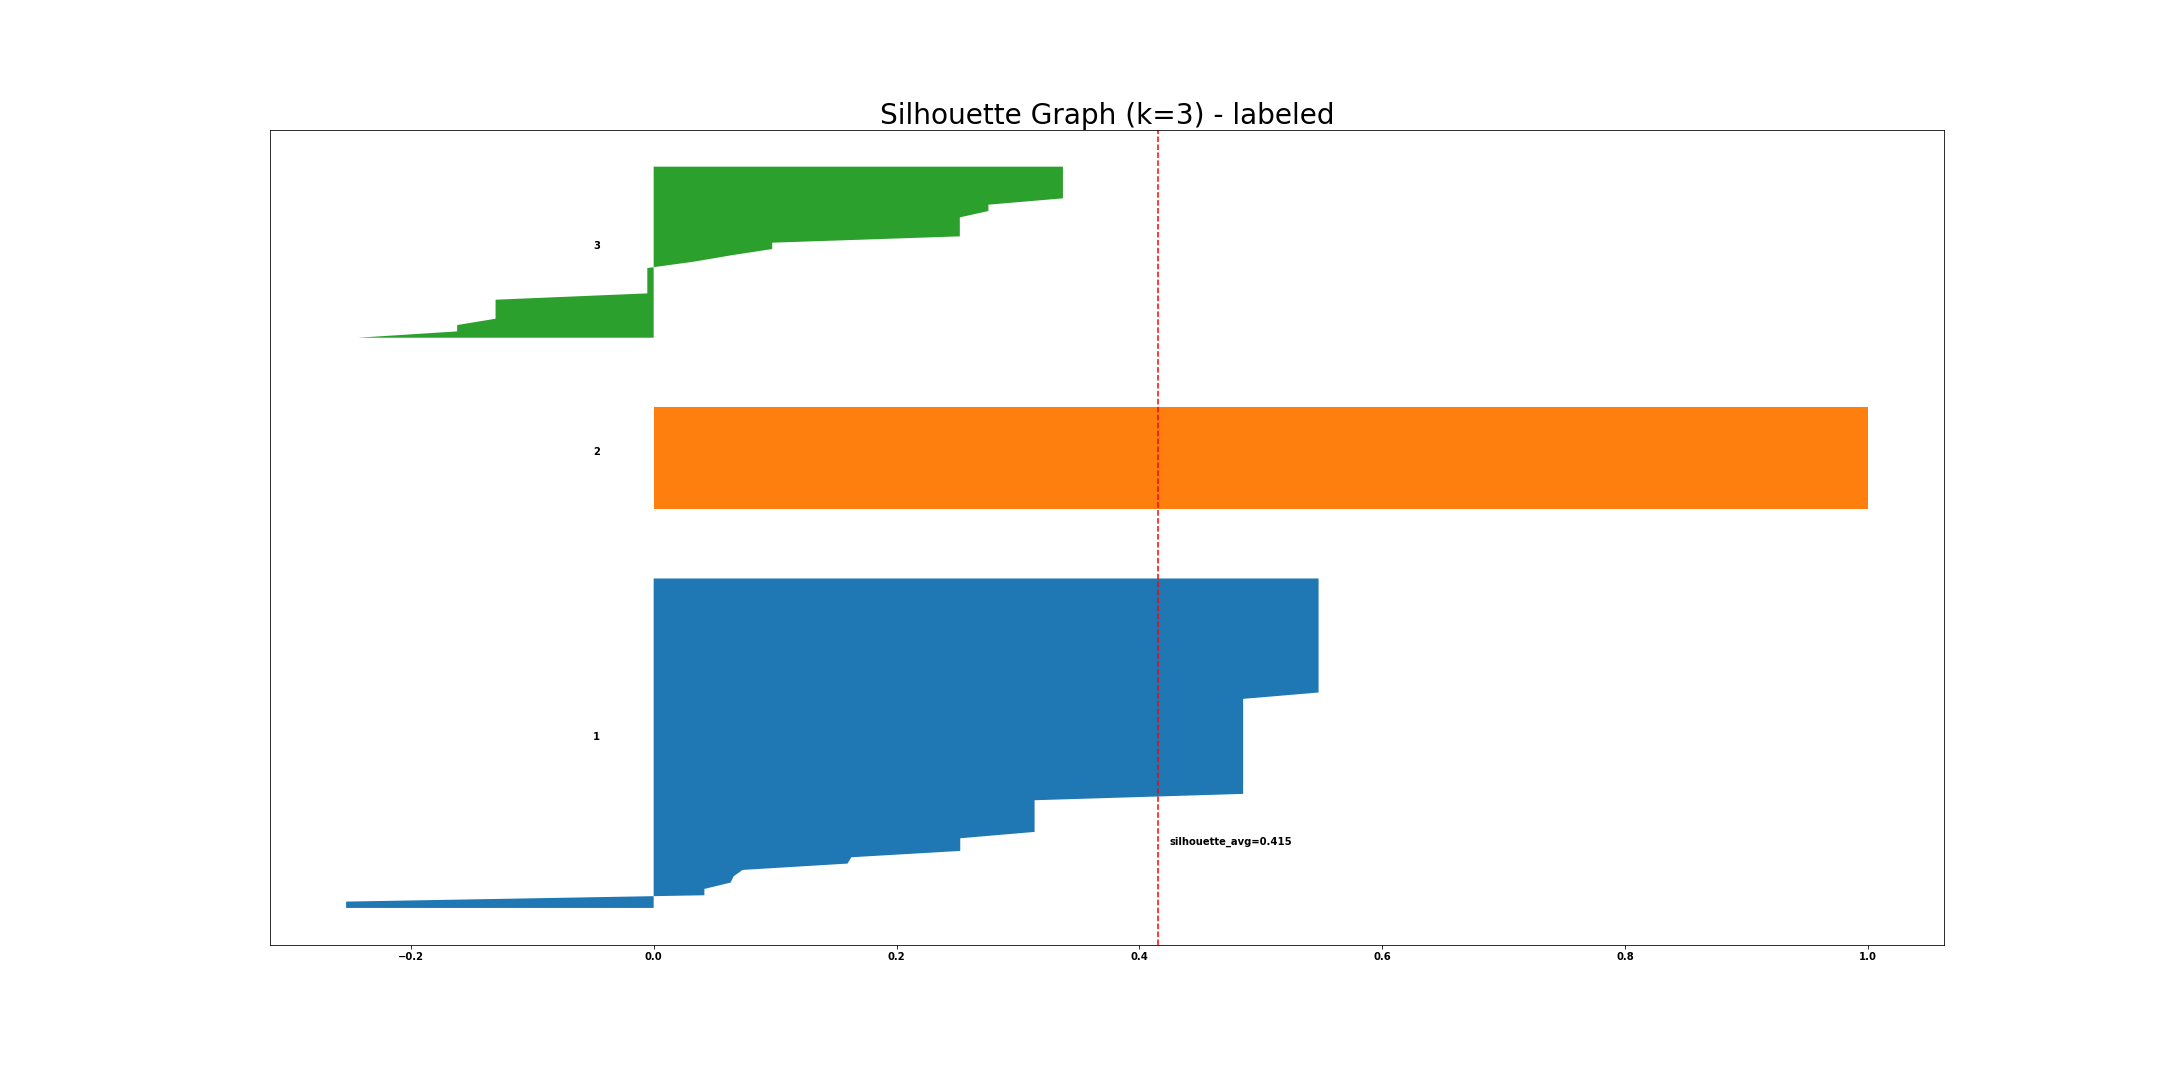 Silhouette Graph (k=3) - labeled
3
2
1
silhouette_avg=0.415
−0.2 0.0 0.2 0.4 0.6 0.8 1.0